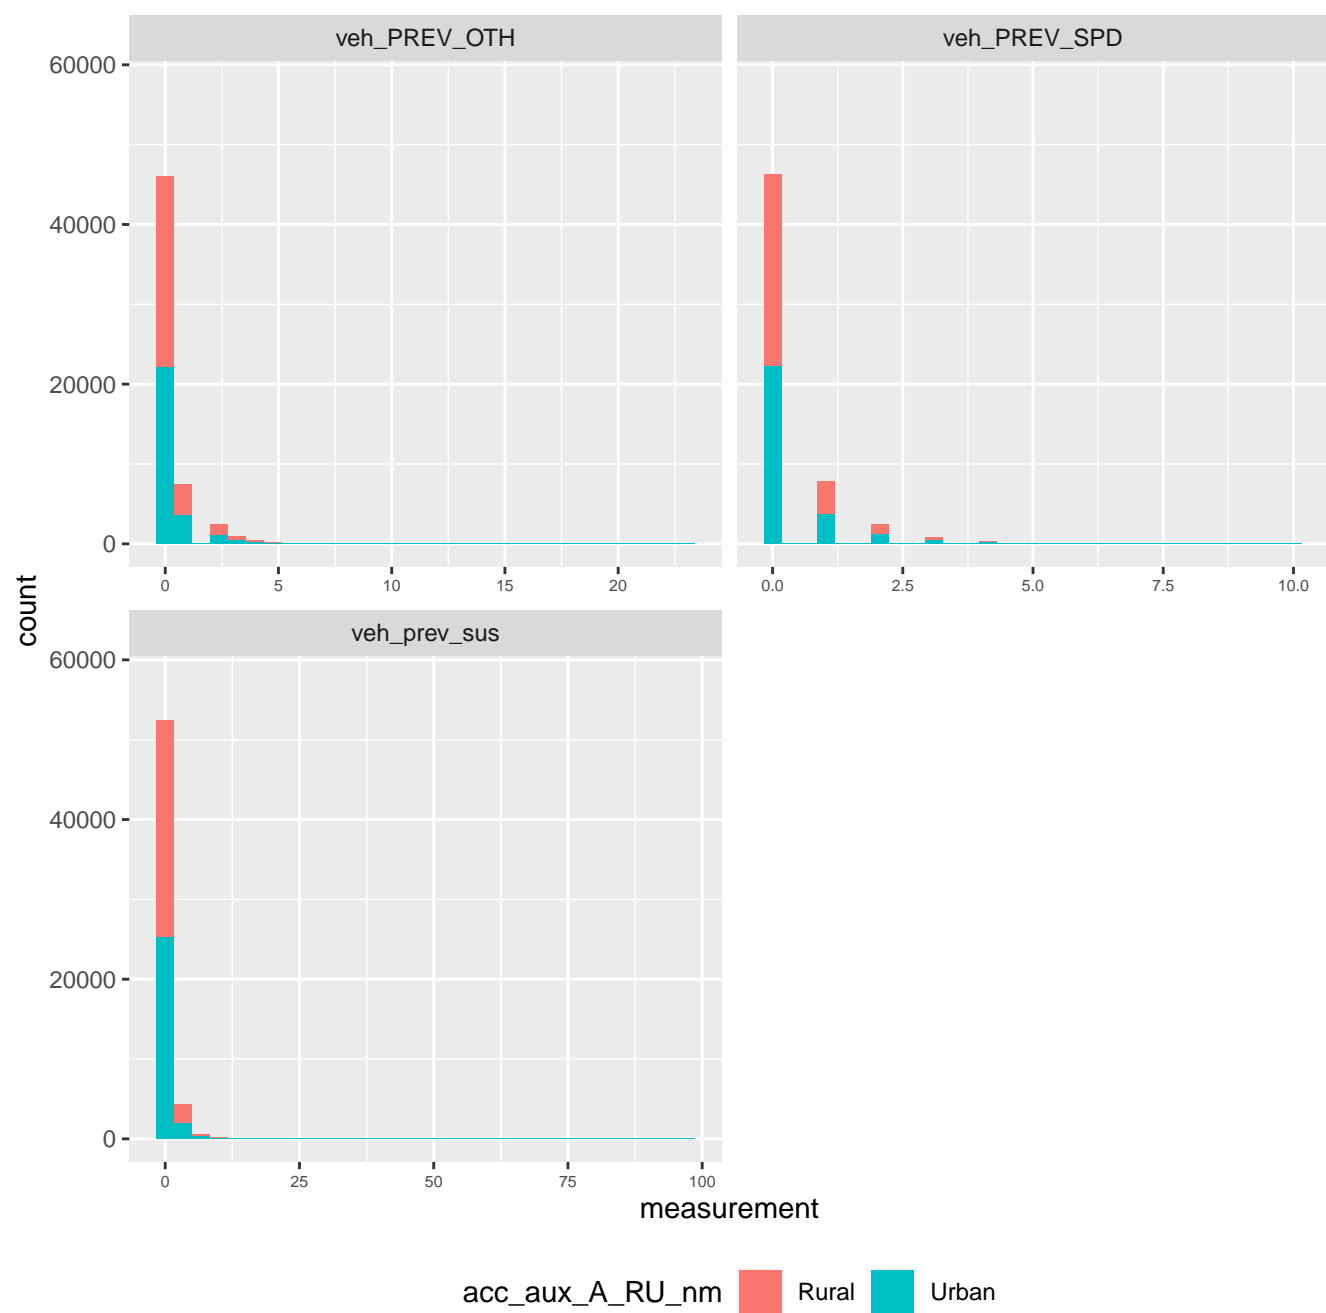 veh_PREV_OTH
veh_PREV_SPD
60000
40000
20000
0
0 5 10 15 20
0.0 2.5 5.0 7.5 10.0
count
veh_prev_sus
60000
40000
20000
0
0 25 50 75 100
measurement
acc_aux_A_RU_nm Rural Urban